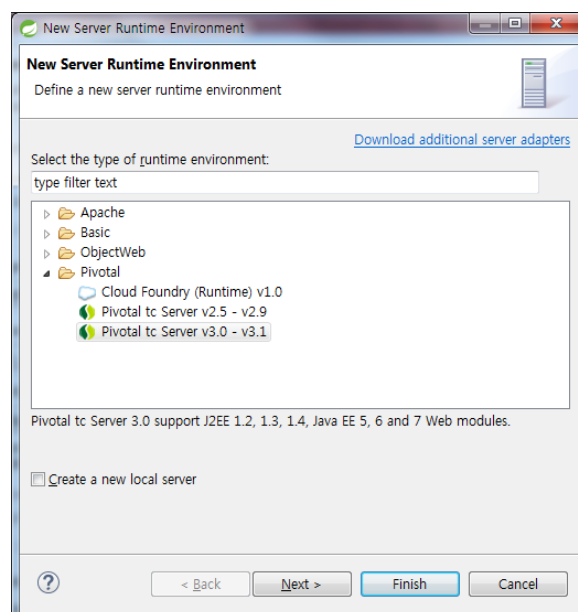 New Server Runtime Environment
New Server Runtime Environment
Define a new server runtime environment
Download additional server adapters
Select the type of runtime environment:
type filter text
Apache
Basic
ObjectWeb
Pivotal
Cloud Foundry (Runtime) v1.0
Pivotal tc Server v2.5 - v2.9
Pivotal tc Server v3.0 - v3.1
Pivotal tc Server 3.0 support J2EE 1.2, 1.3, 1.4, Java EE 5, 6 and 7 Web modules.
Create a new local server
? < Back Next > Finish Cancel